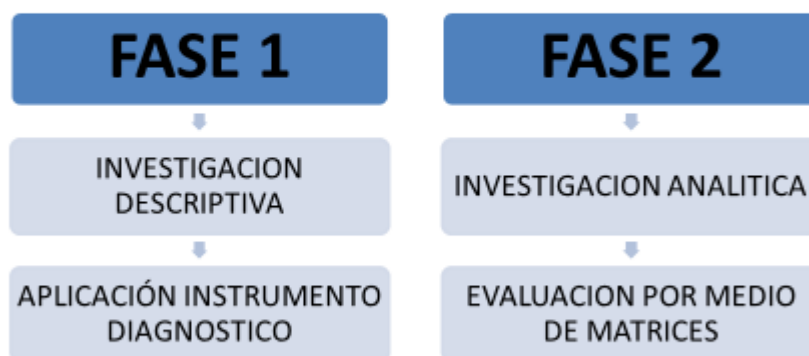 FASE 1
INVESTIGACION
DESCRIPTIVA
APLICACIÓN INSTRUMENTO
DIAGNOSTICO
FASE 2
INVESTIGACION ANALITICA
EVALUACION POR MEDIO
DE MATRICES